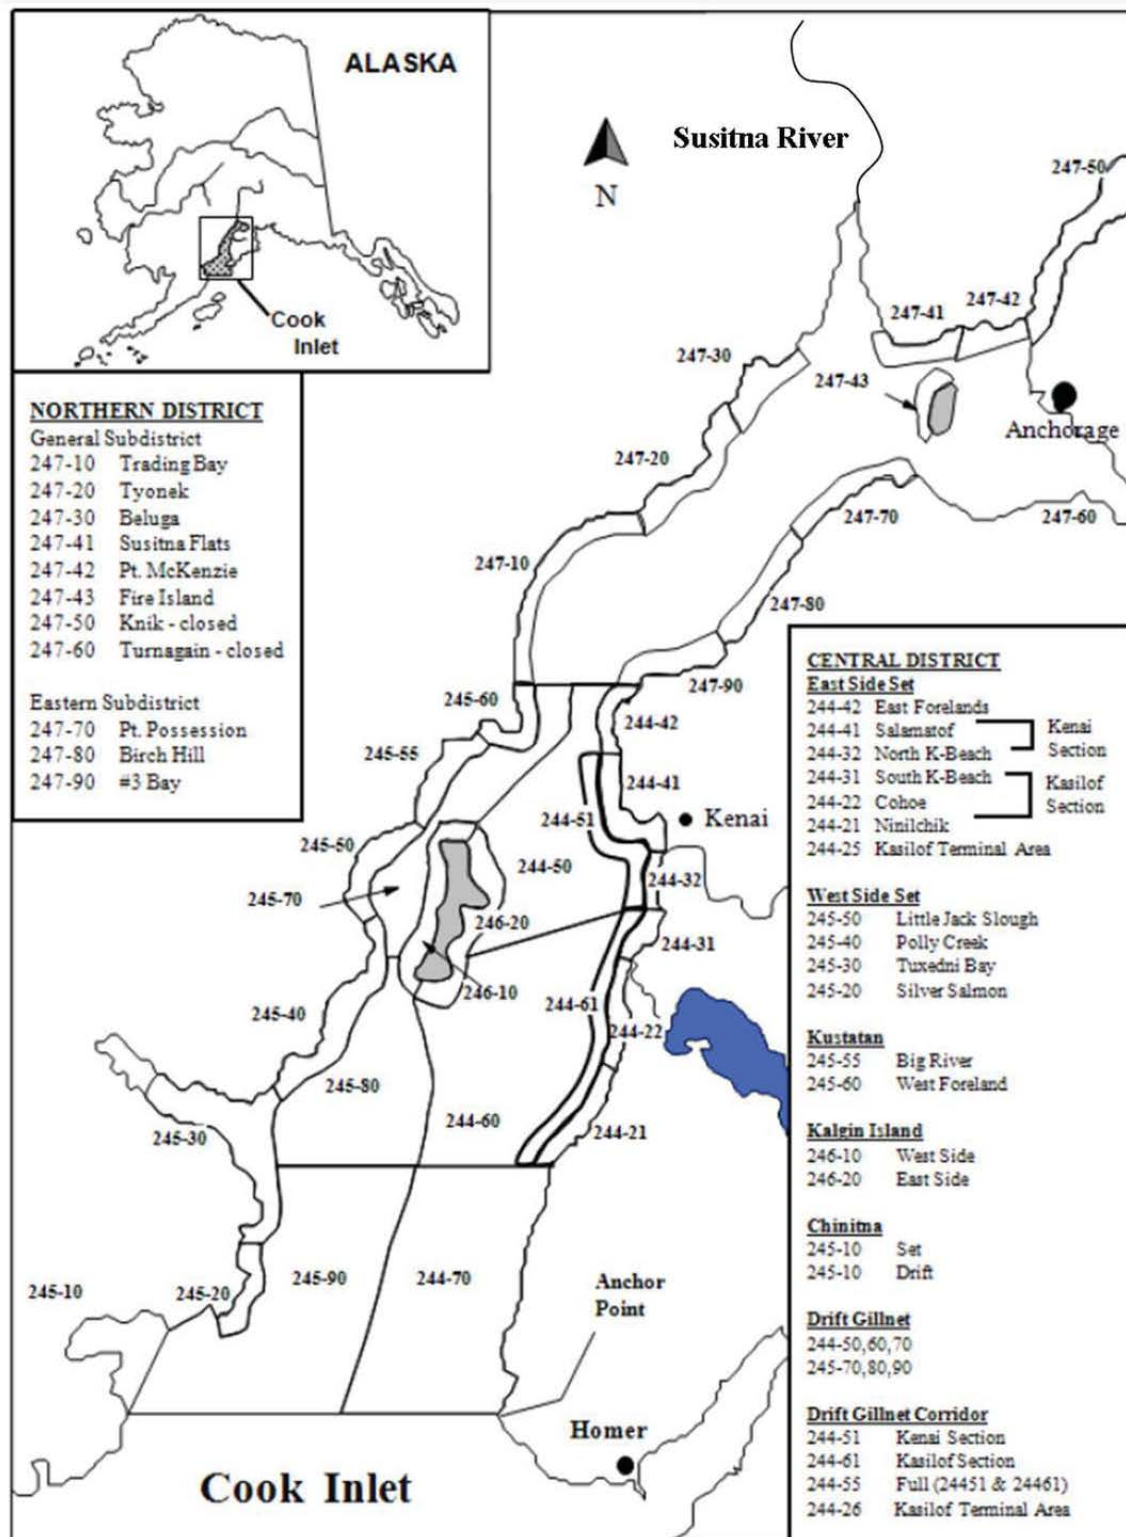 ALASKA
Cook
Inlet
Susitna River
N
247-50
247-41
247-42
247-30
247-43
Anchorage
247-20
247-70
247-60
247-10
247-80
247-90
NORTHERN DISTRICT
General Subdistrict
247-10 Trading Bay
247-20 Tyonek
247-30 Beluga
247-41 Susitna Flats
247-42 Pt. McKenzie
247-43 Fire Island
247-50 Knik - closed
247-60 Turnagain - closed
Eastern Subdistrict
247-70 Pt. Possession
247-80 Birch Hill
247-90 #3 Bay
245-60
244-42
245-55
244-41
244-51
Kenai
245-50
244-50
244-32
245-70
246-20
244-31
246-10
244-61
245-40
244-22
245-80
244-60
244-21
245-30
245-90
244-70
245-10
245-20
Anchor
Point
Homer
Cook Inlet
CENTRAL DISTRICT
East Side Set
244-42 East Forelands
244-41 Salamatof
244-32 North K-Beach
Kenai
Section
244-31 South K-Beach
244-22 Cohoe
Kasilof
Section
244-21 Ninilchik
244-25 Kasilof Terminal Area
West Side Set
245-50 Little Jack Slough
245-40 Polly Creek
245-30 Tuxedni Bay
245-20 Silver Salmon
Kustatan
245-55 Big River
245-60 West Foreland
Kalgin Island
246-10 West Side
246-20 East Side
Chinitna
245-10 Set
245-10 Drift
Drift Gillnet
244-50,60,70
245-70,80,90
Drift Gillnet Corridor
244-51 Kenai Section
244-61 Kasilof Section
244-55 Full (24451 & 24461)
244-26 Kasilof Terminal Area